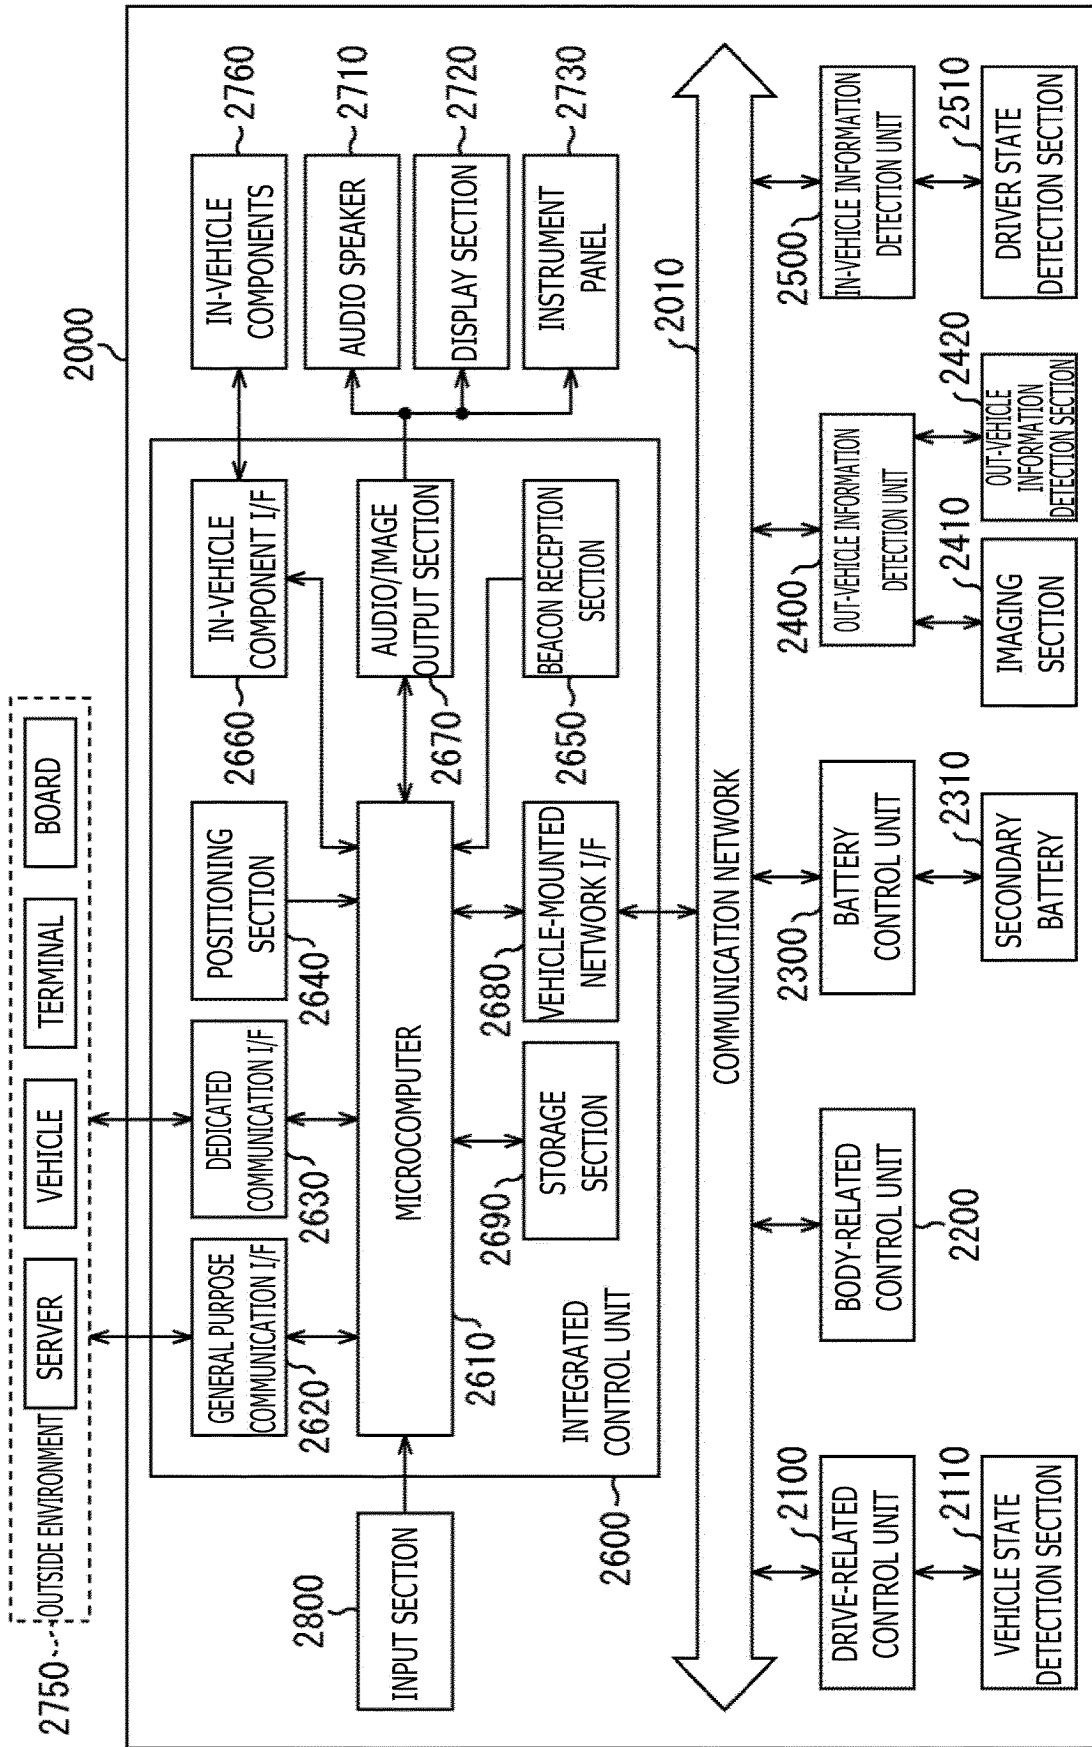 2750
OUTSIDE ENVIRONMENT
SERVER
VEHICLE
TERMINAL
BOARD
2000
2800
INPUT SECTION
GENERAL PURPOSE
COMMUNICATION I/F
2620
DEDICATED
COMMUNICATION I/F
2630
POSITIONING
SECTION
2640
IN-VEHICLE
COMPONENT I/F
2660
IN-VEHICLE
COMPONENTS
2760
MICROCOMPUTER
2610
AUDIO/IMAGE
OUTPUT SECTION
2670
AUDIO SPEAKER
2710
DISPLAY SECTION
2720
INSTRUMENT
PANEL
2730
INTEGRATED
CONTROL UNIT
2600
STORAGE
SECTION
2690
VEHICLE-MOUNTED
NETWORK I/F
2680
BEACON RECEPTION
SECTION
2650
COMMUNICATION NETWORK
2010
DRIVE-RELATED
CONTROL UNIT
2100
VEHICLE STATE
DETECTION SECTION
2110
BODY-RELATED
CONTROL UNIT
2200
BATTERY
CONTROL UNIT
2300
SECONDARY
BATTERY
2310
OUT-VEHICLE INFORMATION
DETECTION UNIT
2400
IMAGING
SECTION
2410
OUT-VEHICLE
INFORMATION
DETECTION SECTION
2420
IN-VEHICLE INFORMATION
DETECTION UNIT
2500
DRIVER STATE
DETECTION SECTION
2510